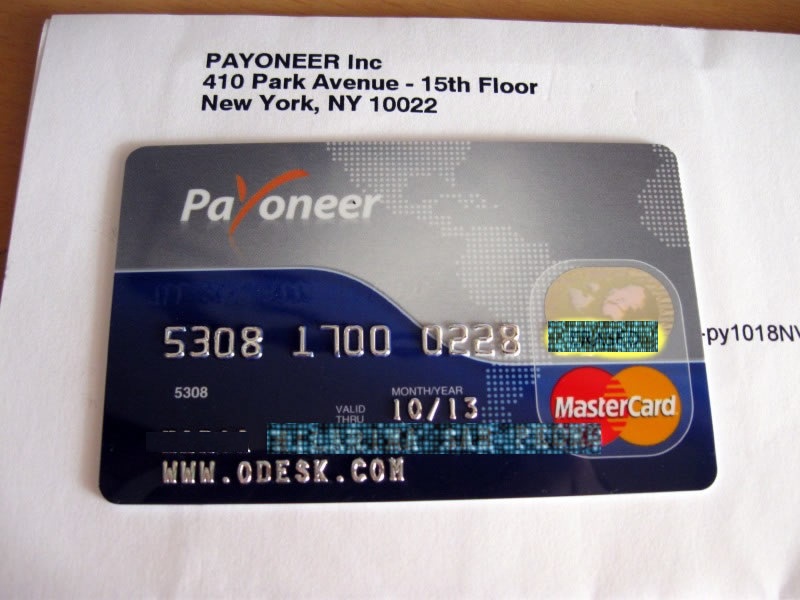 PAYONEER Inc
410 Park Avenue - 15th Floor
New York, NY 10022
Payoneer
-py1018NV
5308 1700 0228
5308
MONTH/YEAR
VALID THRU 10/13
MasterCard
WWW.ODESK.COM